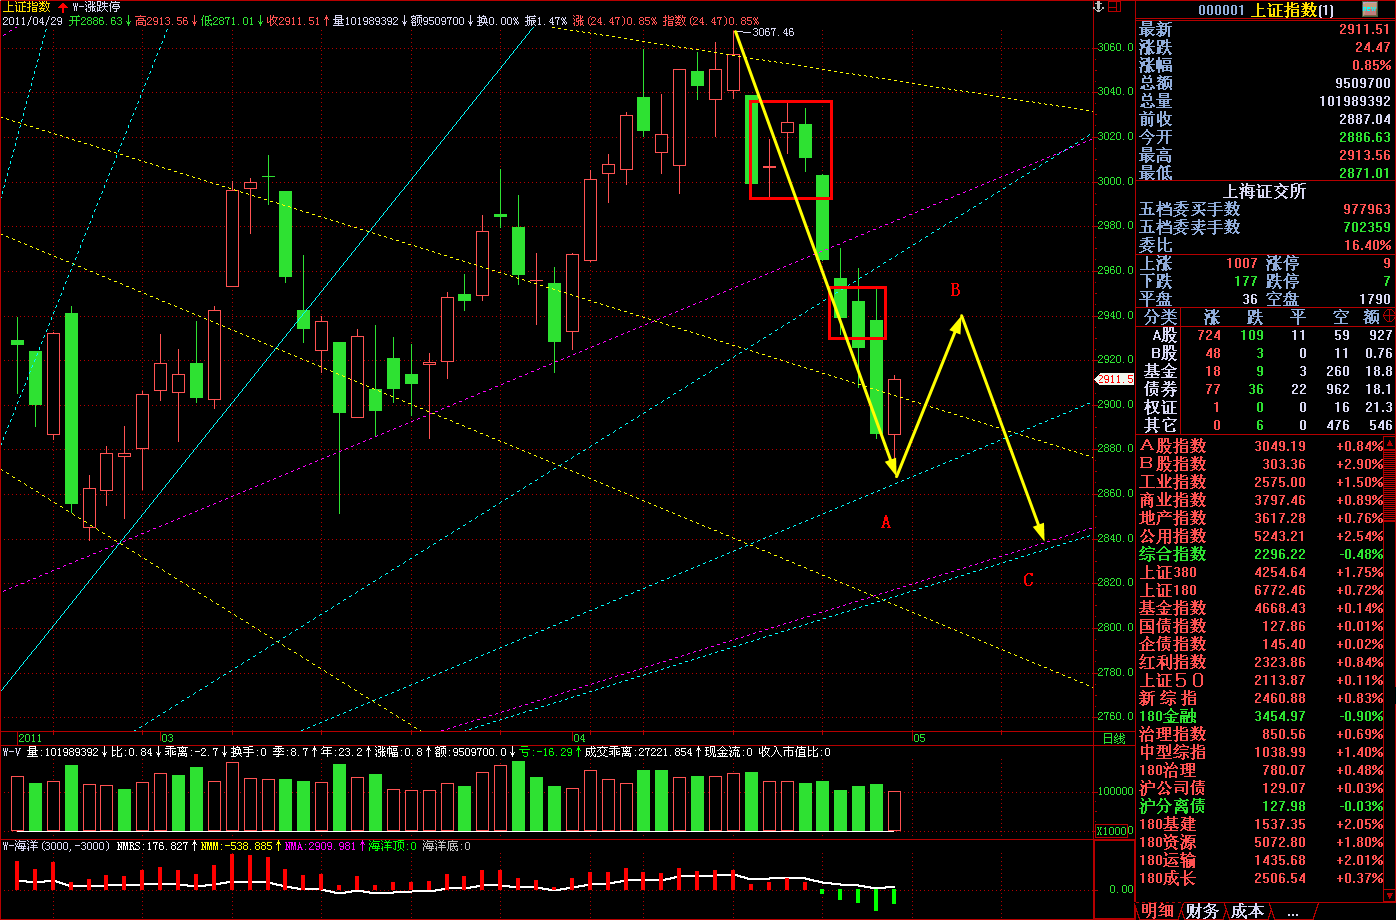 上证指数 ↑ W-涨跌停
2011/04/29 开2886.63↓高2913.56↓低2871.01↓收2911.51↑量101989392↓额9509700↓换0.00% 振1.47% 涨(24.47)0.85% 指数(24.47)0.85%
日
3067.46
3060.0
3040.0
3020.0
3000.0
2980.0
2960.0
2940.0
2920.0
2911.5
2900.0
2880.0
2860.0
2840.0
2820.0
2800.0
2780.0
2760.0
B
A
C
2011 03 04 05 日线
W-V 量:101989392↓比:0.84↓乖离:-2.7↓换手:0 季:8.7↑年:23.2↑涨幅:0.8↑额:9509700.0↓亏:-16.29↑成交乖离:27221.854↑现金流:0 收入市值比:0
100000
X10000
W-海洋(3000,-3000) NMRS:176.827↑NMM:-538.885↑NMA:2909.981↑海洋顶:0 海洋底:0
0.00
000001 上证指数(1)
最新 2911.51
涨跌 24.47
涨幅 0.85%
总额 9509700
总量 101989392
前收 2887.04
今开 2886.63
最高 2913.56
最低 2871.01
上海证交所
五档委买手数 977963
五档委卖手数 702359
委比 16.40%
上涨 1007 涨停 9
下跌 177 跌停 7
平盘 36 空盘 1790
分类 涨 跌 平 空 额
A股 724 109 11 59 927
B股 48 3 0 11 0.76
基金 18 9 3 260 18.8
债券 77 36 22 962 18.1
权证 1 0 0 16 21.3
其它 0 6 0 476 546
A股指数 3049.19 +0.84%
B股指数 303.36 +2.90%
工业指数 2575.00 +1.50%
商业指数 3797.46 +0.89%
地产指数 3617.28 +0.76%
公用指数 5243.21 +2.54%
综合指数 2296.22 -0.48%
上证380 4254.64 +1.75%
上证180 6772.46 +0.72%
基金指数 4668.43 +0.14%
国债指数 127.86 +0.01%
企债指数 145.40 +0.02%
红利指数 2323.86 +0.84%
上证50 2113.87 +0.11%
新综指 2460.88 +0.83%
180金融 3454.97 -0.90%
治理指数 850.56 +0.69%
中型综指 1038.99 +1.40%
180治理 780.07 +0.48%
沪公司债 129.07 +0.03%
沪分离债 127.98 -0.03%
180基建 1537.35 +2.05%
180资源 5072.80 +1.80%
180运输 1435.68 +2.01%
180成长 2506.54 +0.37%
明细 财务 成本 ...